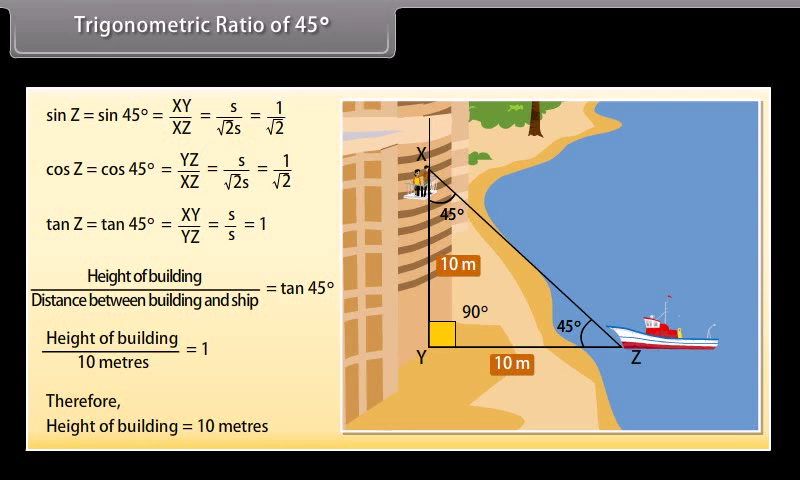 Trigonometric Ratio of 45°
sin Z = sin 45° = XY/XZ = s/√2s = 1/√2
cos Z = cos 45° = YZ/XZ = s/√2s = 1/√2
tan Z = tan 45° = XY/YZ = s/s = 1
Height of building
Distance between building and ship = tan 45°
Height of building
10 metres = 1
Therefore,
Height of building = 10 metres
X
45°
10 m
90°
45°
Y
Z
10 m